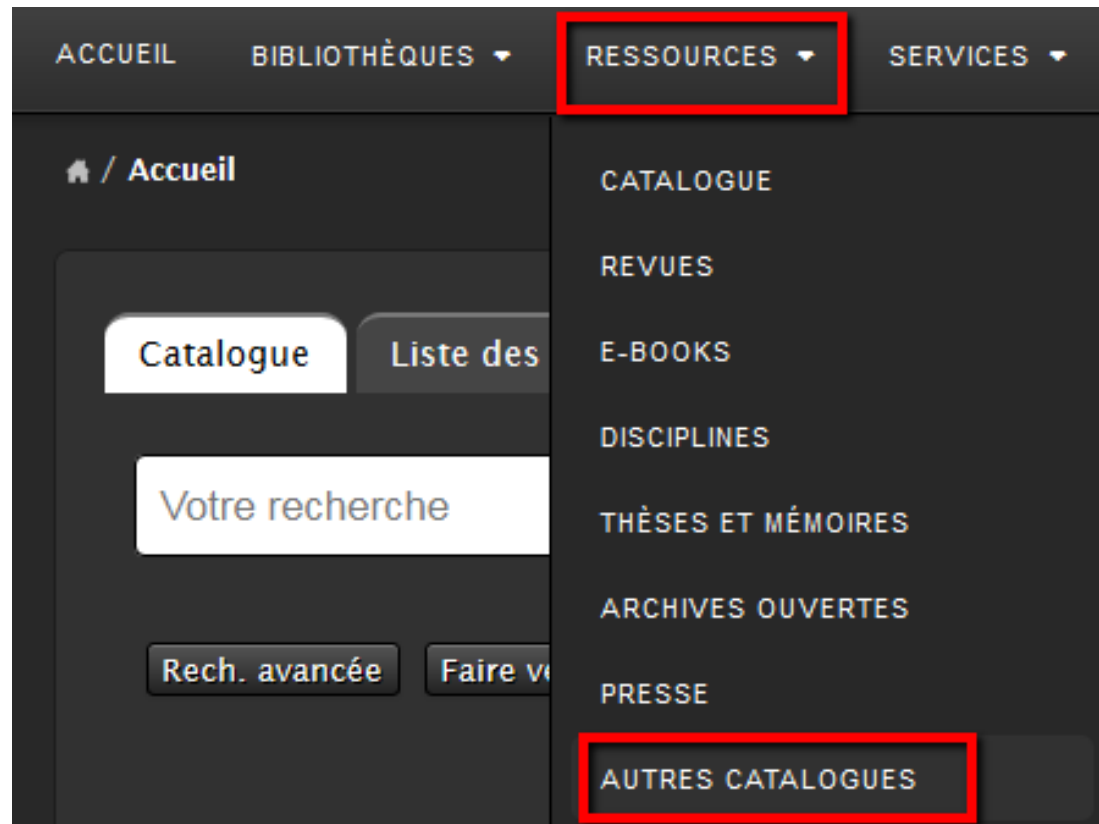 ACCUEIL BIBLIOTHÈQUES RESSOURCES SERVICES
/ Accueil
CATALOGUE
REVUES
Catalogue Liste des
E-BOOKS
DISCIPLINES
Votre recherche
THÈSES ET MÉMOIRES
ARCHIVES OUVERTES
Rech. avancée Faire
PRESSE
AUTRES CATALOGUES